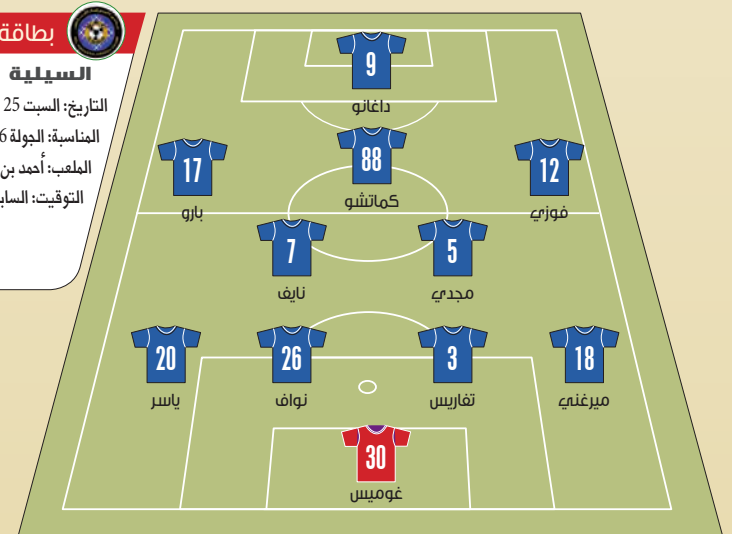 بطاقة
السيلية
التاريخ: السبت 25
المناسبة: الجولة 6
الملعب: أحمد بن
التوقيت:
9
داغانو
17
بارو
88
كماتشو
12
فوزي
7
نايف
5
مجدي
20
ياسر
26
نواف
3
تفاريس
18
ميرغني
30
غوميس